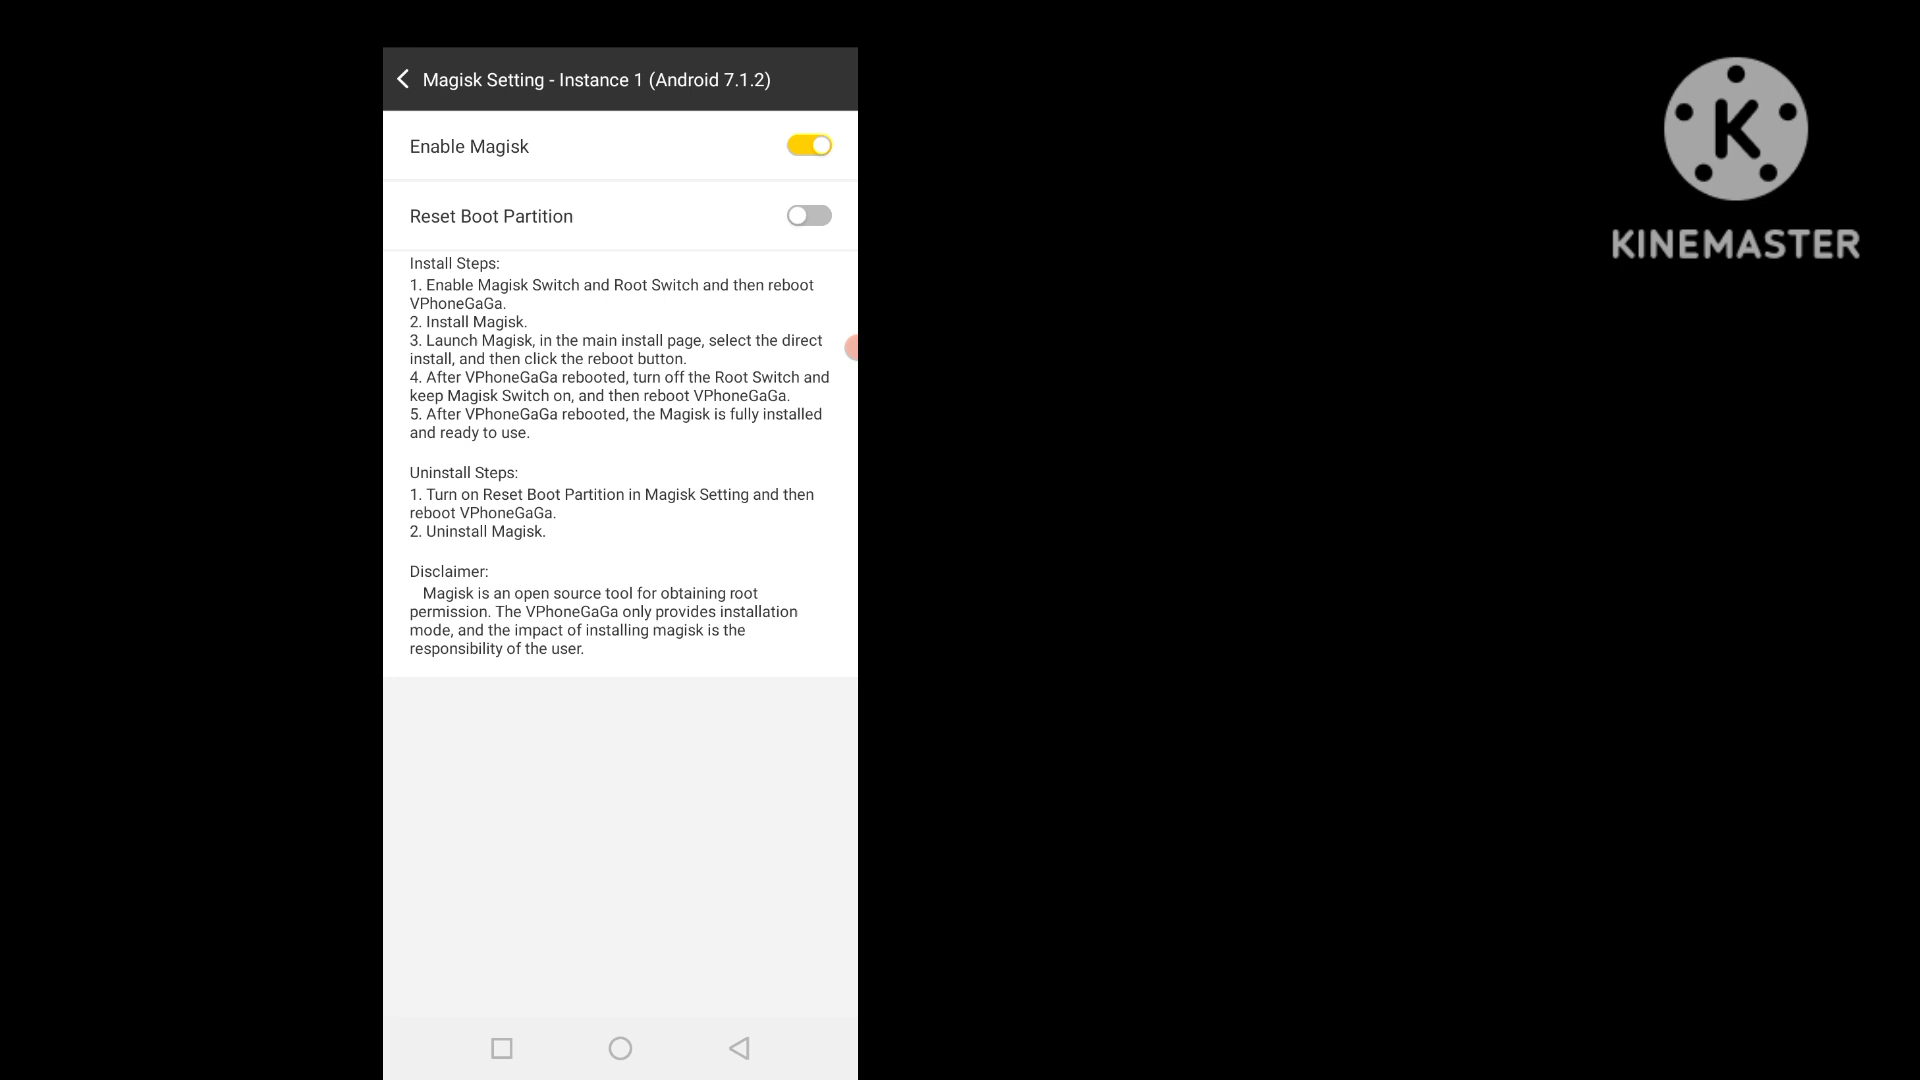 Magisk Setting - Instance 1 (Android 7.1.2)
Enable Magisk
Reset Boot Partition
Install Steps:
1. Enable Magisk Switch and Root Switch and then reboot
VPhoneGaGa.
2. Install Magisk.
3. Launch Magisk, in the main install page, select the direct
install, and then click the reboot button.
4. After VPhoneGaGa rebooted, turn off the Root Switch and
keep Magisk Switch on, and then reboot VPhoneGaGa.
5. After VPhoneGaGa rebooted, the Magisk is fully installed
and ready to use.
Uninstall Steps:
1. Turn on Reset Boot Partition in Magisk Setting and then
reboot VPhoneGaGa.
2. Uninstall Magisk.
Disclaimer:
Magisk is an open source tool for obtaining root
permission. The VPhoneGaGa only provides installation
mode, and the impact of installing magisk is the
responsibility of the user.
K
KINEMASTER